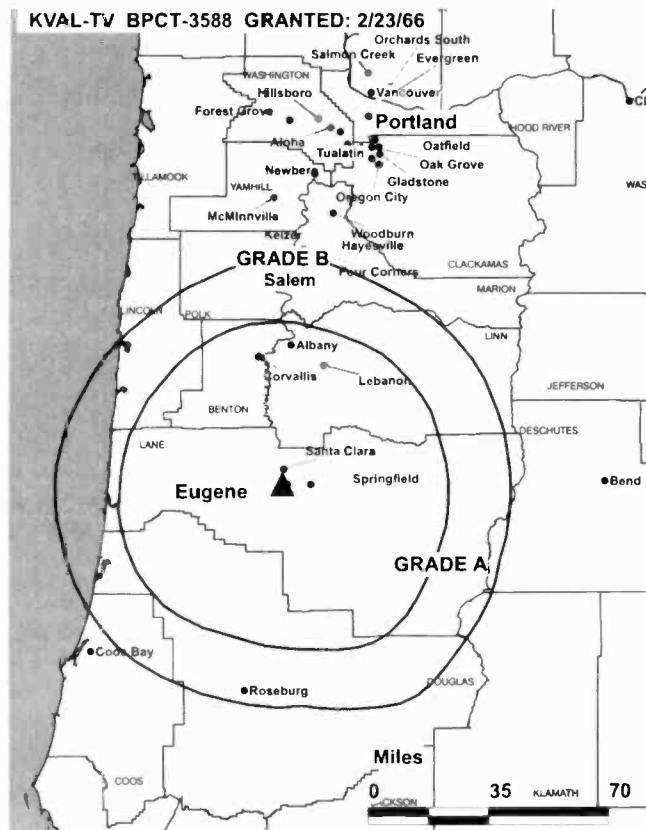 KVAL-TV BPCT-3588 GRANTED: 2/23/66
Orchards South
Salmon Creek
Evergreen
WASHINGTON
Hillsboro
Vancouver
Forest Grove
Portland
HOOD RIVER
Aloha
Tualatin
Oatfield
Oak Grove
Newberg
Gladstone
TILLAMOOK
WAS
YAMHILL
Oregon City
McMinnville
Woodburn
Keizer
Hayesville
GRADE B
Four Corners
CLACKAMAS
Salem
MARION
LINCOLN
POLK
LINN
Albany
Corvallis
Lebanon
JEFFERSON
BENTON
DESCHUTES
LANE
Santa Clara
Springfield
Bend
Eugene
GRADE A
Coos Bay
DOUGLAS
Roseburg
Miles
COOS
0 35 70
KLAMATH
JACKSON